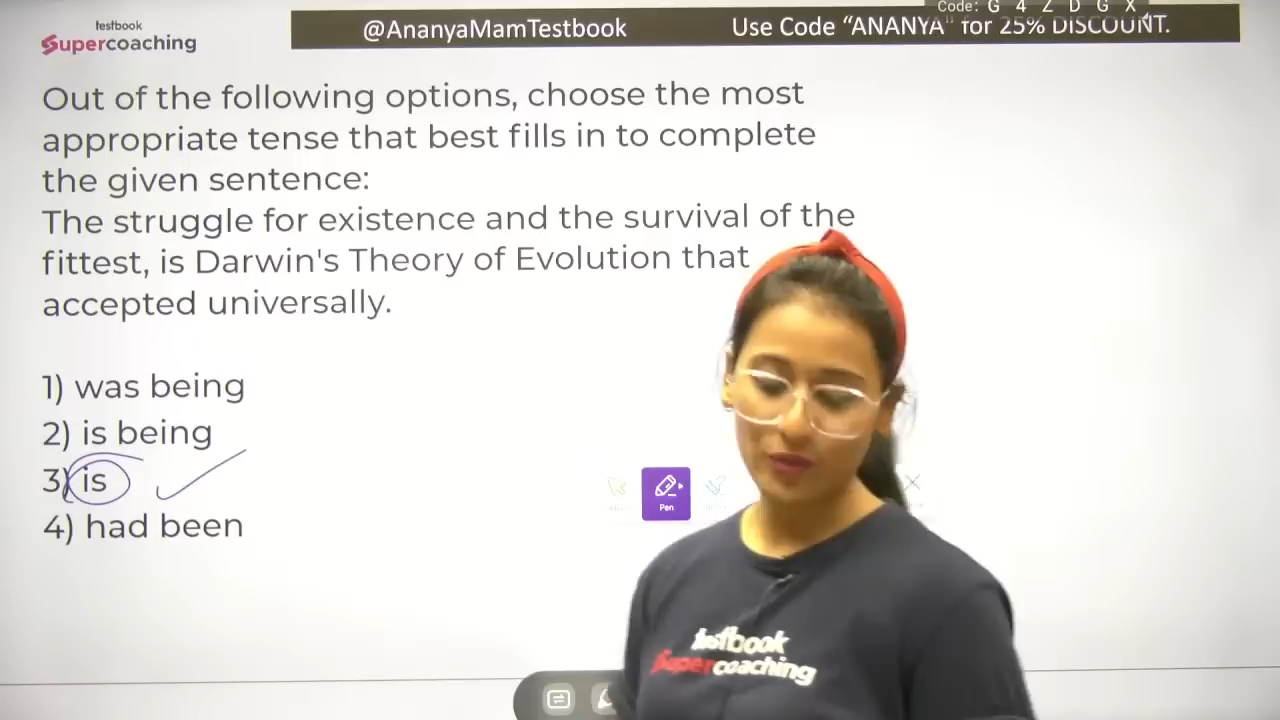 testbook
Supercoaching
@AnanyaMamTestbook
Use Code “ANANYA” for 25% DISCOUNT.
Code: G 4 Z D G X
Out of the following options, choose the most
appropriate tense that best fills in to complete
the given sentence:
The struggle for existence and the survival of the
fittest, is Darwin's Theory of Evolution that
accepted universally.
1) was being
2) is being
3) is
4) had been
Pen
testbook
Supercoaching